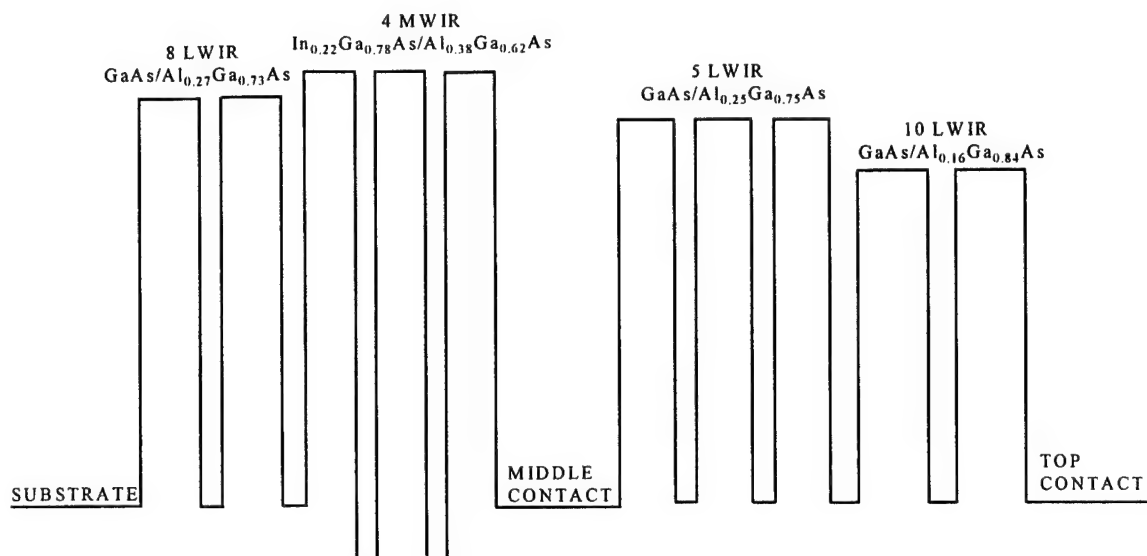 8 LWIR
GaAs/Al₀.₂₇Ga₀.₇₃As
4 MWIR
In₀.₂₂Ga₀.₇₈As/Al₀.₃₈Ga₀.₆₂As
5 LWIR
GaAs/Al₀.₂₅Ga₀.₇₅As
10 LWIR
GaAs/Al₀.₁₆Ga₀.₈₄As
SUBSTRATE
MIDDLE
CONTACT
TOP
CONTACT